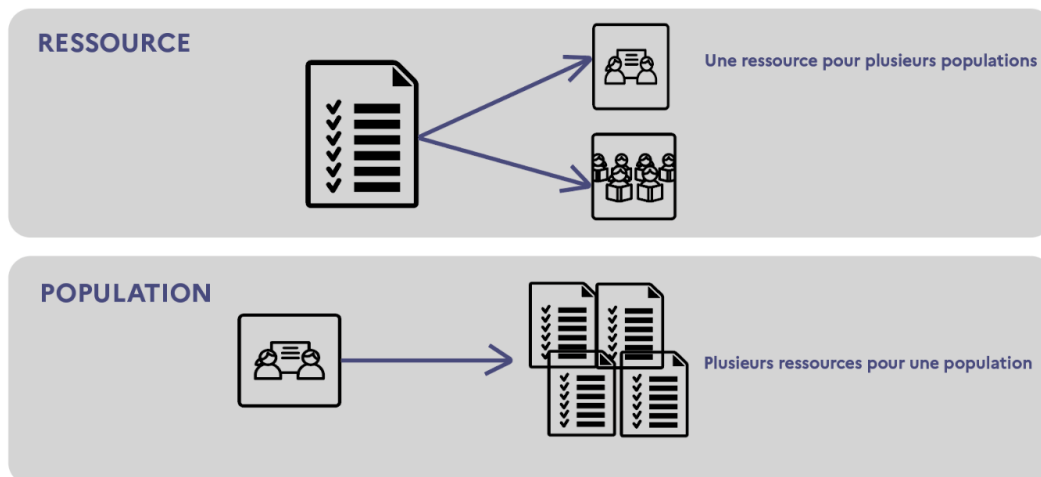 RESSOURCE
Une ressource pour plusieurs populations
POPULATION
Plusieurs ressources pour une population